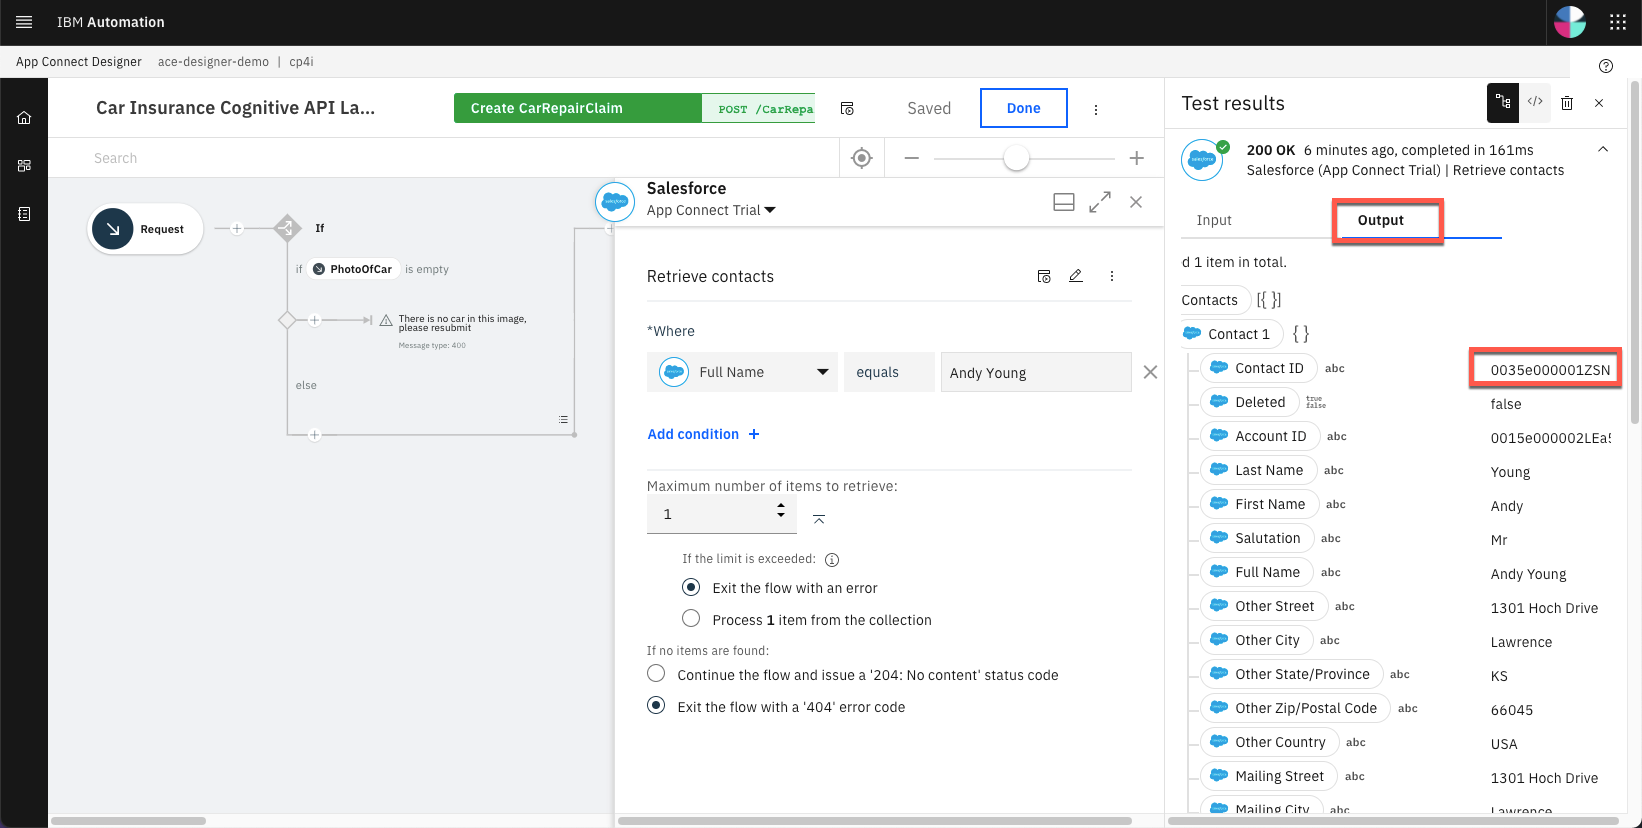 IBM Automation
App Connect Designer ace-designer-demo | cp4i
Car Insurance Cognitive API La...
Create CarRepairClaim POST /CarRepa
Saved Done
Search
Request
If
if PhotoOfCar is empty
There is no car in this image,
please resubmit
Message type: 400
else
Salesforce
App Connect Trial
Retrieve contacts
*Where
Full Name equals Andy Young
Add condition +
Maximum number of items to retrieve:
1
If the limit is exceeded:
Exit the flow with an error
Process 1 item from the collection
If no items are found:
Continue the flow and issue a '204: No content' status code
Exit the flow with a '404' error code
Test results
</>
200 OK 6 minutes ago, completed in 161ms
Salesforce (App Connect Trial) | Retrieve contacts
Input Output
d 1 item in total.
Contacts [{ }]
Contact 1 { }
Contact ID abc 0035e000001ZSN
Deleted true false false
Account ID abc 0015e000002LEa5
Last Name abc Young
First Name abc Andy
Salutation abc Mr
Full Name abc Andy Young
Other Street abc 1301 Hoch Drive
Other City abc Lawrence
Other State/Province abc KS
Other Zip/Postal Code abc 66045
Other Country abc USA
Mailing Street abc 1301 Hoch Drive
Mailing City abc Lawrence